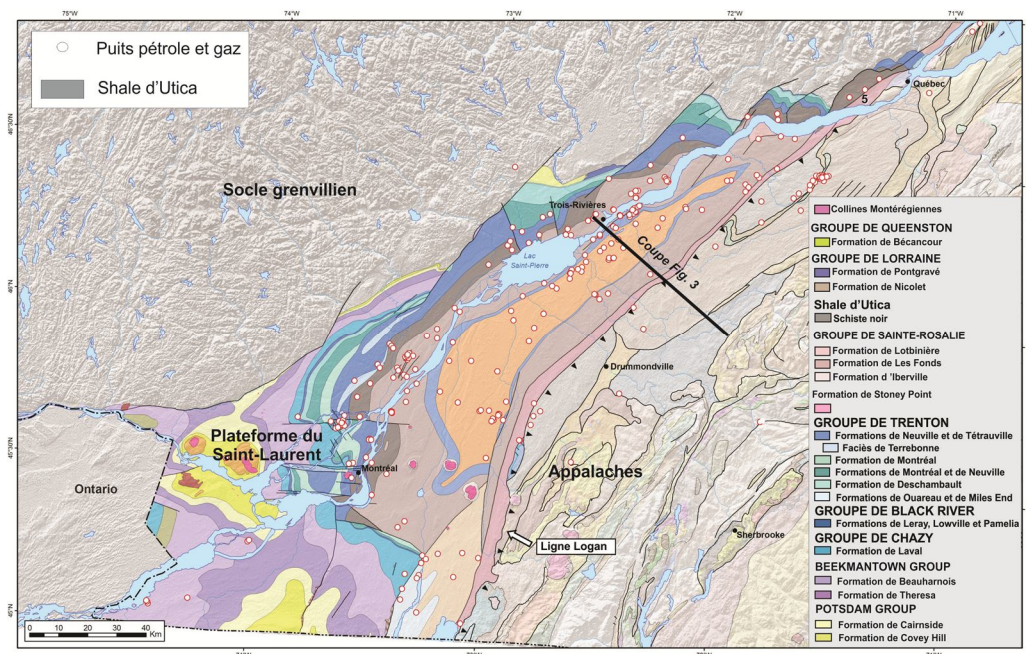 75°N
74°N
73°N
72°N
71°N
Puits pétrole et gaz
Shale d'Utica
46°30'N
Québec
5
Socle grenvillien
Trois-Rivières
Lac
Saint-Pierre
46°N
Coupe Fig. 3
Drummondville
Plateforme du
Saint-Laurent
45°30'N
Montréal
Appalaches
Ontario
Sherbrooke
Ligne Logan
45°N
0 10 20 30 40
Km
Collines Montérégiennes
GROUPE DE QUEENSTON
Formation de Bécancour
GROUPE DE LORRAINE
Formation de Pontgravé
Formation de Nicolet
Shale d'Utica
Schiste noir
GROUPE DE SAINTE-ROSALIE
Formation de Lotbinière
Formation de Les Fonds
Formation d 'Iberville
Formation de Stoney Point
GROUPE DE TRENTON
Formations de Neuville et de Tétrauville
Faciès de Terrebonne
Formation de Montréal
Formations de Montréal et de Neuville
Formation de Deschambault
Formations de Ouareau et de Miles End
GROUPE DE BLACK RIVER
Formations de Leray, Lowville et Pamelia
GROUPE DE CHAZY
Formation de Laval
BEEKMANTOWN GROUP
Formation de Beauharnois
Formation de Theresa
POTSDAM GROUP
Formation de Cairnside
Formation de Covey Hill